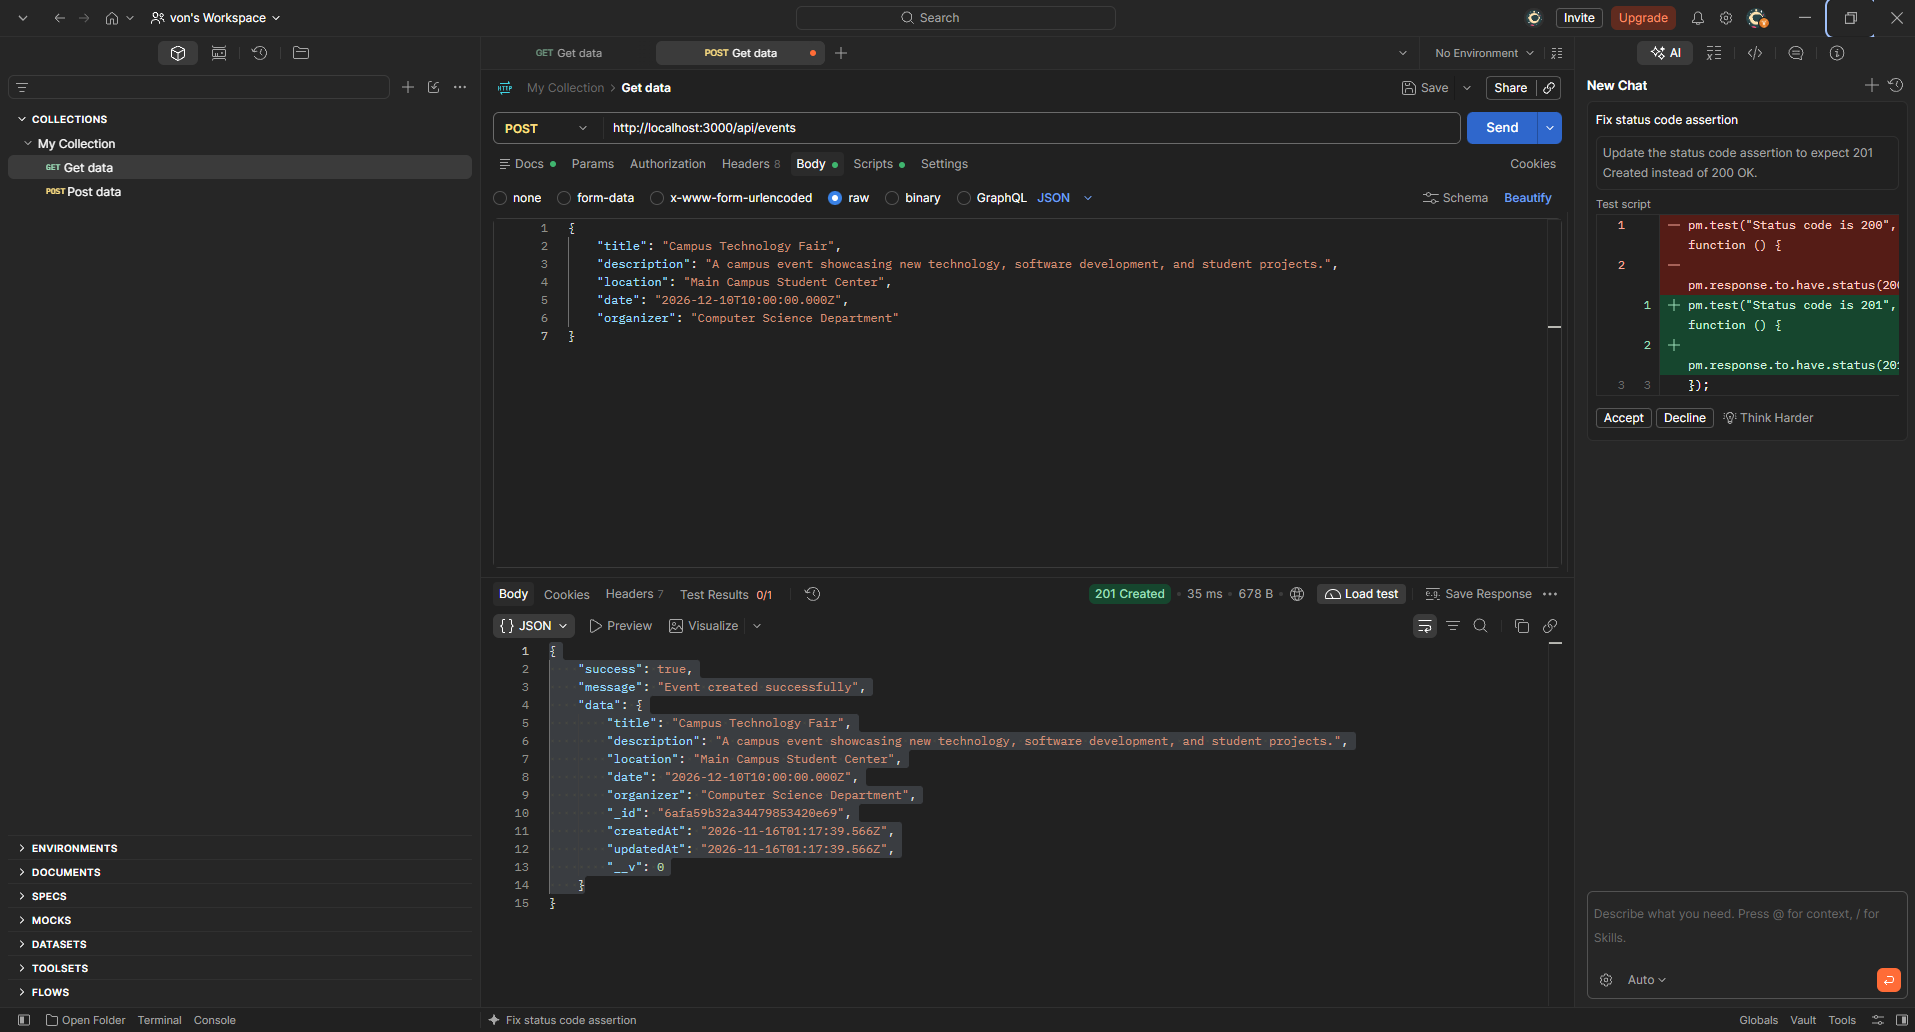 von's Workspace
Search
Invite
Upgrade
COLLECTIONS
My Collection
GET Get data
POST Post data
ENVIRONMENTS
DOCUMENTS
SPECS
MOCKS
DATASETS
TOOLSETS
FLOWS
GET Get data
POST Get data
No Environment
HTTP My Collection > Get data
Save
Share
POST
http://localhost:3000/api/events
Send
Docs Params Authorization Headers 8 Body Scripts Settings
Cookies
none form-data x-www-form-urlencoded raw binary GraphQL JSON
Schema
Beautify
1 {
2 "title": "Campus Technology Fair",
3 "description": "A campus event showcasing new technology, software development, and student projects.",
4 "location": "Main Campus Student Center",
5 "date": "2026-12-10T10:00:00.000Z",
6 "organizer": "Computer Science Department"
7 }
Body Cookies Headers 7 Test Results 0/1
201 Created • 35 ms • 678 B
Load test
e.g. Save Response
{} JSON Preview Visualize
1 {
2 "success": true,
3 "message": "Event created successfully",
4 "data": {
5 "title": "Campus Technology Fair",
6 "description": "A campus event showcasing new technology, software development, and student projects.",
7 "location": "Main Campus Student Center",
8 "date": "2026-12-10T10:00:00.000Z",
9 "organizer": "Computer Science Department",
10 "_id": "6afa59b32a34479853420e69",
11 "createdAt": "2026-11-16T01:17:39.566Z",
12 "updatedAt": "2026-11-16T01:17:39.566Z",
13 "__v": 0
14 }
15 }
AI
New Chat
Fix status code assertion
Update the status code assertion to expect 201
Created instead of 200 OK.
Test script
1 — pm.test("Status code is 200",
function () {
2 —
pm.response.to.have.status(200
1 + pm.test("Status code is 201",
function () {
2 +
pm.response.to.have.status(201
3 3 });
Accept
Decline
Think Harder
Describe what you need. Press @ for context, / for
Skills.
Auto
Open Folder Terminal Console
Fix status code assertion
Globals Vault Tools